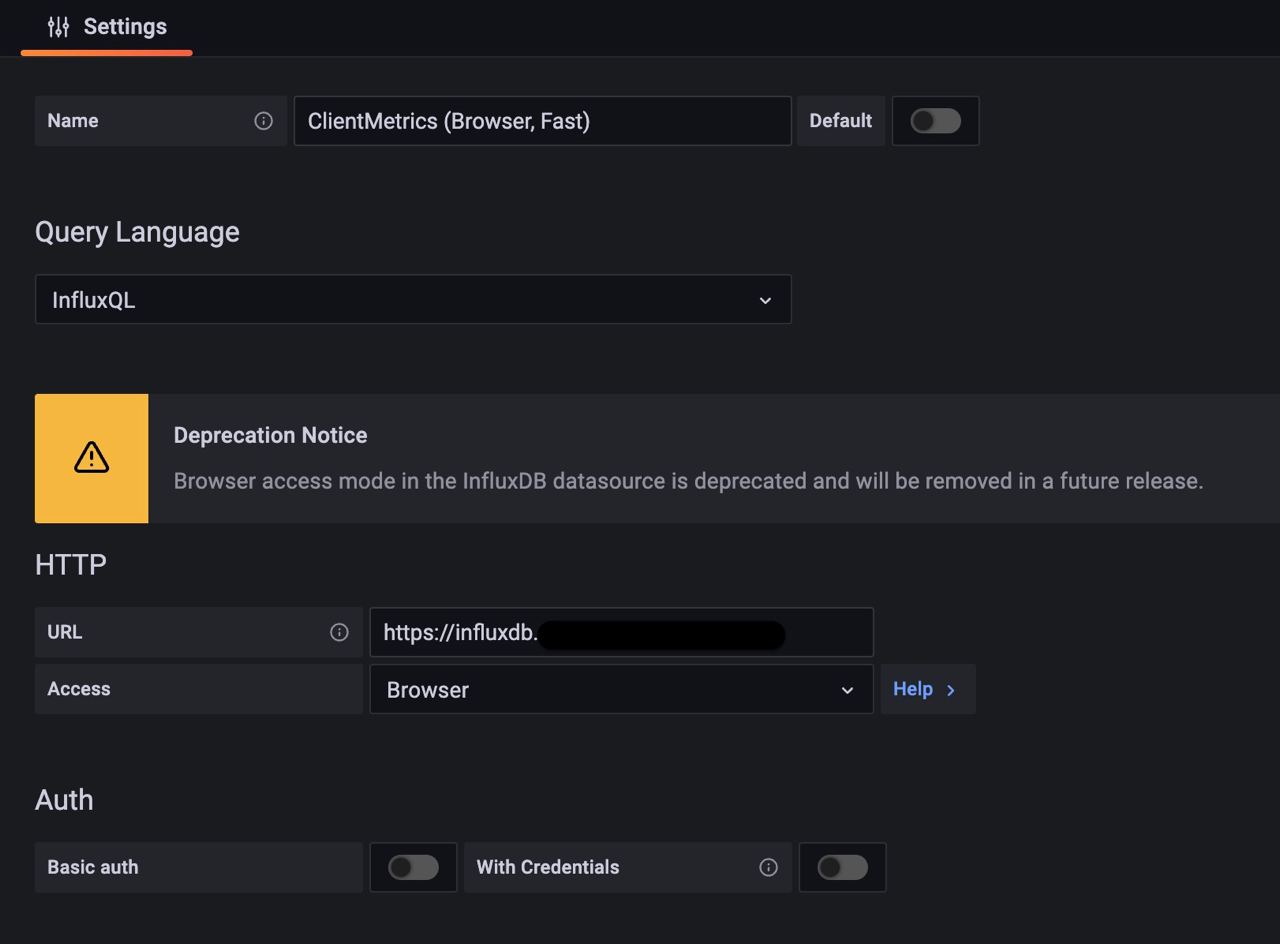 Settings
Name ClientMetrics (Browser, Fast) Default
Query Language
InfluxQL
Deprecation Notice
Browser access mode in the InfluxDB datasource is deprecated and will be removed in a future release.
HTTP
URL https://influxdb.
Access Browser Help
Auth
Basic auth With Credentials